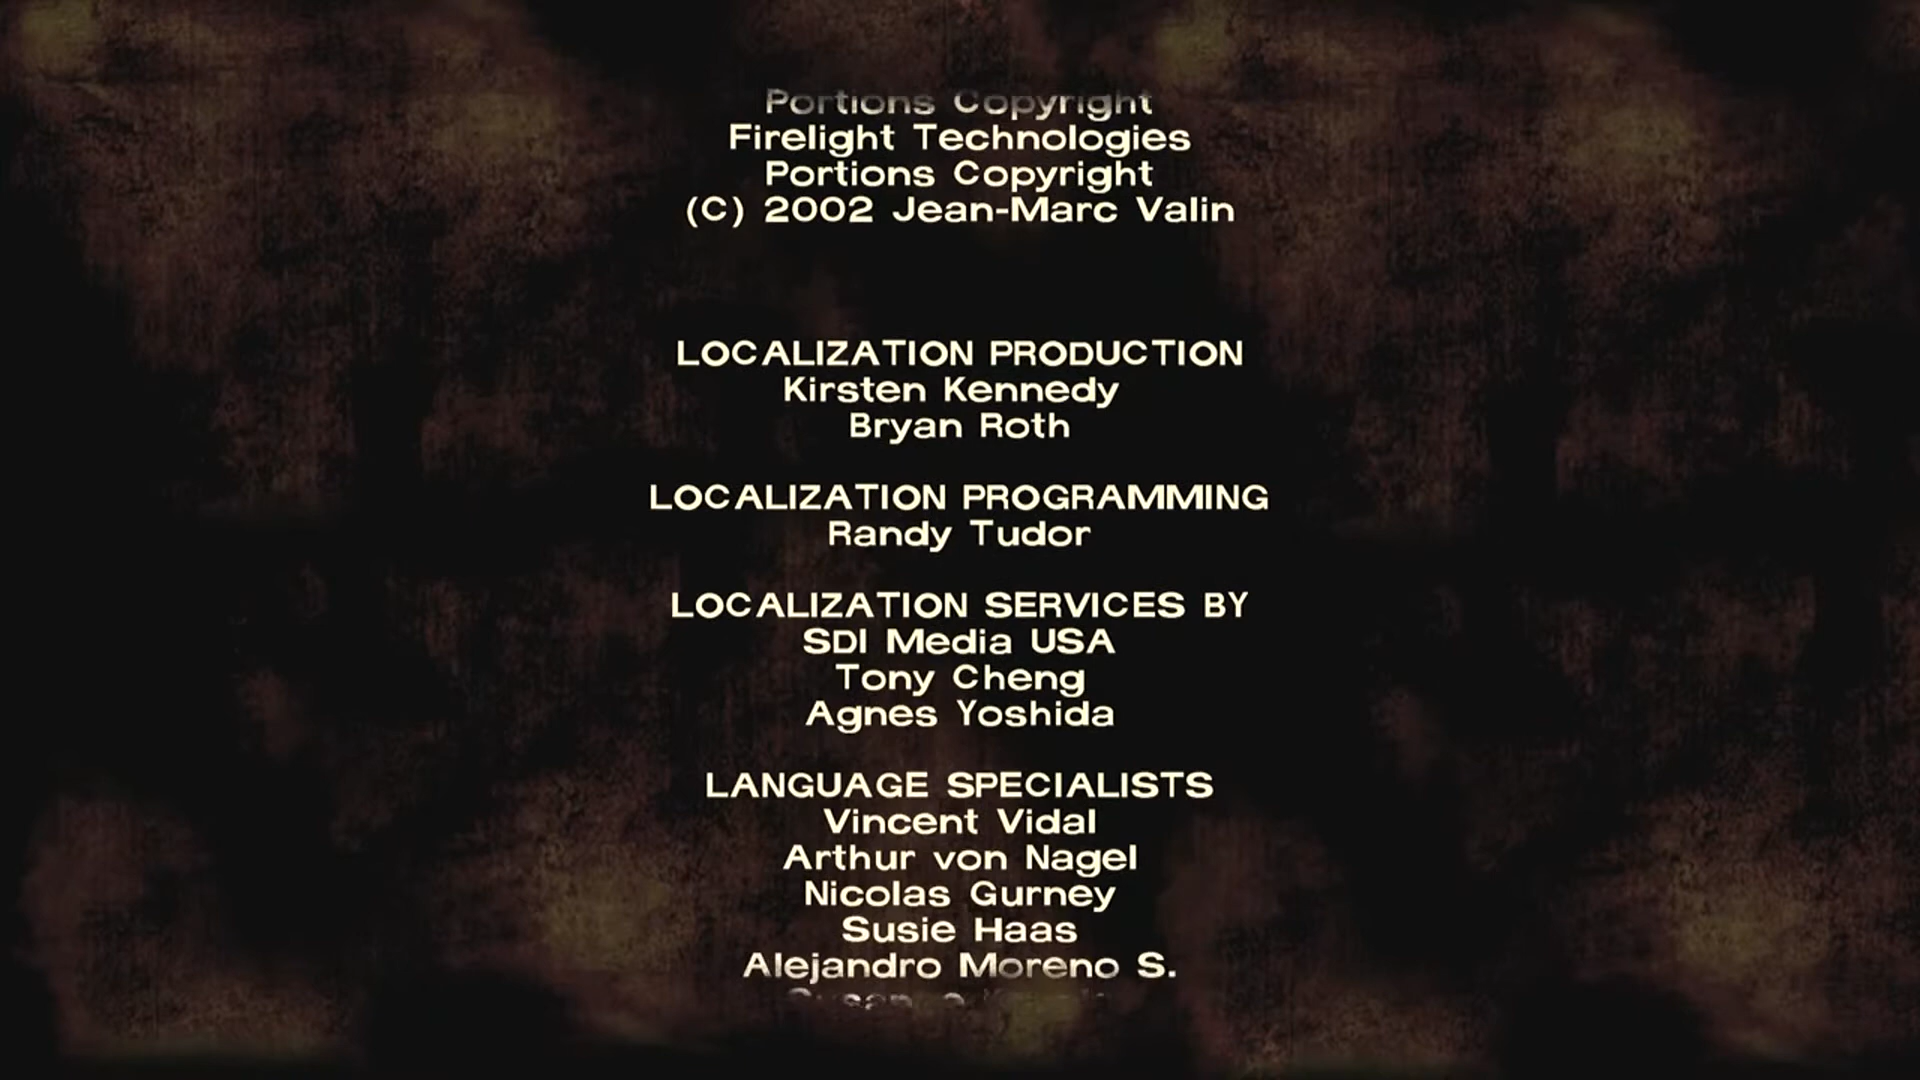 Portions Copyright
Firelight Technologies
Portions Copyright
(C) 2002 Jean-Marc Valin
LOCALIZATION PRODUCTION
Kirsten Kennedy
Bryan Roth
LOCALIZATION PROGRAMMING
Randy Tudor
LOCALIZATION SERVICES BY
SDI Media USA
Tony Cheng
Agnes Yoshida
LANGUAGE SPECIALISTS
Vincent Vidal
Arthur von Nagel
Nicolas Gurney
Susie Haas
Alejandro Moreno S.